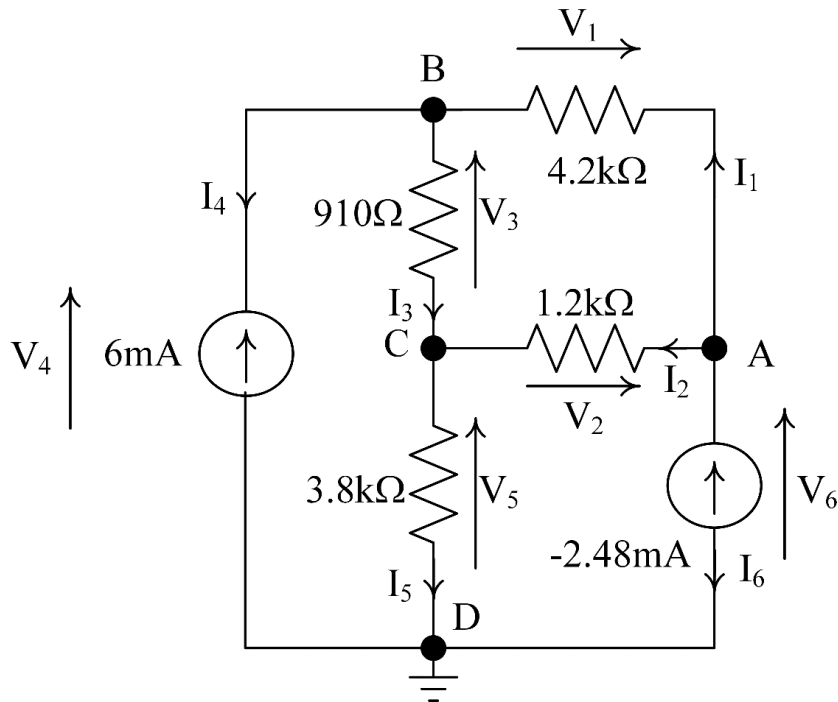 V₁
B
4.2kΩ
I₁
I₄
910Ω
V₃
I₃
1.2kΩ
V₄
6mA
C
A
I₂
V₂
3.8kΩ
V₅
V₆
-2.48mA
I₆
I₅
D